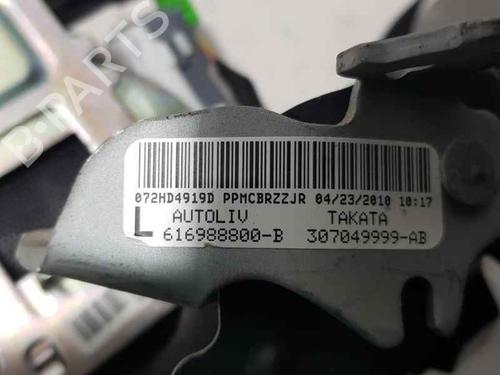 B-PARTS
072HD4919D PPMCBRZZJR 04/23/2010 10:17
L AUTOLIV TAKATA
616988800-B 307049999-AB